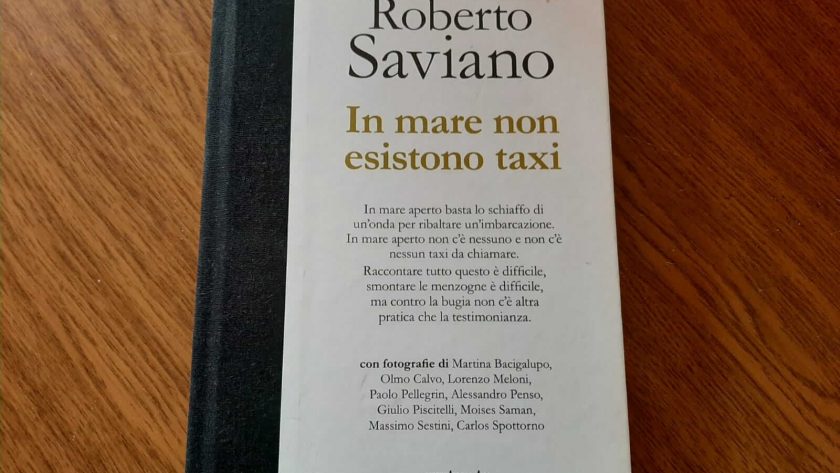 Roberto
Saviano
In mare non
esistono taxi
In mare aperto basta lo schiaffo di
un'onda per ribaltare un'imbarcazione.
In mare aperto non c'è nessuno e non c'è
nessun taxi da chiamare.
Raccontare tutto questo è difficile,
smontare le menzogne è difficile,
ma contro la bugia non c'è altra
pratica che la testimonianza.
con fotografie di Martina Bacigalupo,
Olmo Calvo, Lorenzo Meloni,
Paolo Pellegrin, Alessandro Penso,
Giulio Piscitelli, Moises Saman,
Massimo Sestini, Carlos Spottorno